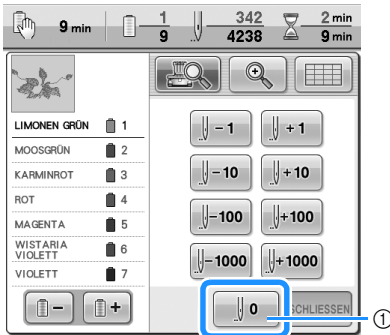 9 min 1 342 2 min
9 4238 9 min
LIMONEN GRÜN 1
MOOSGRÜN 2
KARMINROT 3
ROT 4
MAGENTA 5
WISTARIA
VIOLETT 6
VIOLETT 7
-1 +1
-10 +10
-100 +100
-1000 +1000
- +
0 SCHLIESSEN
①